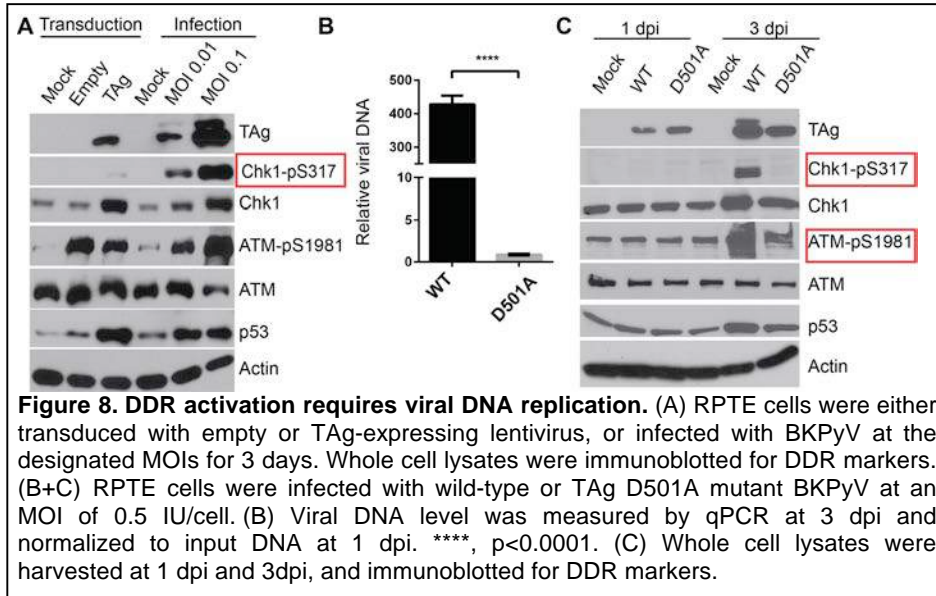 A Transduction Infection
Mock Empty TAg Mock MOI 0.01 MOI 0.1
TAg
Chk1-pS317
Chk1
ATM-pS1981
ATM
p53
Actin
B
****
Relative viral DNA
500
400
300
10
5
0
WT D501A
C 1 dpi 3 dpi
Mock WT D501A Mock WT D501A
TAg
Chk1-pS317
Chk1
ATM-pS1981
ATM
p53
Actin
Figure 8. DDR activation requires viral DNA replication. (A) RPTE cells were either
transduced with empty or TAg-expressing lentivirus, or infected with BKPyV at the
designated MOIs for 3 days. Whole cell lysates were immunoblotted for DDR markers.
(B+C) RPTE cells were infected with wild-type or TAg D501A mutant BKPyV at an
MOI of 0.5 IU/cell. (B) Viral DNA level was measured by qPCR at 3 dpi and
normalized to input DNA at 1 dpi. ****, p<0.0001. (C) Whole cell lysates were
harvested at 1 dpi and 3dpi, and immunoblotted for DDR markers.